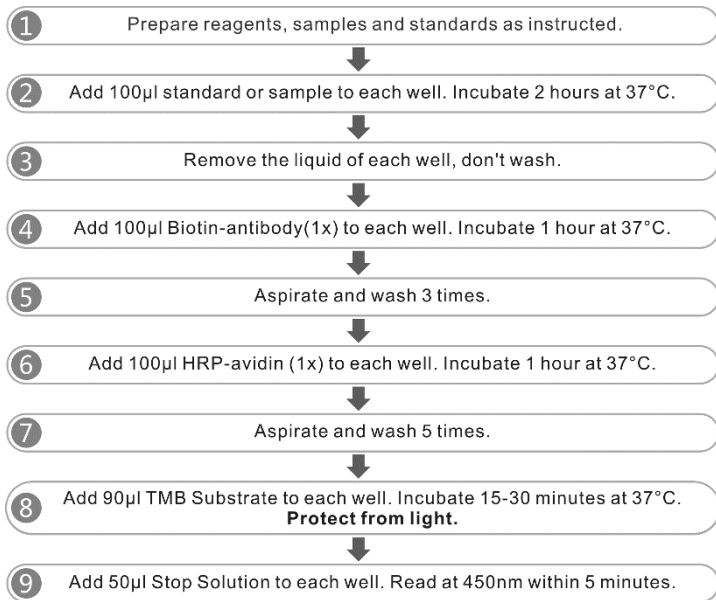 1 Prepare reagents, samples and standards as instructed.
2 Add 100μl standard or sample to each well. Incubate 2 hours at 37°C.
3 Remove the liquid of each well, don't wash.
4 Add 100μl Biotin-antibody(1x) to each well. Incubate 1 hour at 37°C.
5 Aspirate and wash 3 times.
6 Add 100μl HRP-avidin (1x) to each well. Incubate 1 hour at 37°C.
7 Aspirate and wash 5 times.
8 Add 90μl TMB Substrate to each well. Incubate 15-30 minutes at 37°C.
Protect from light.
9 Add 50μl Stop Solution to each well. Read at 450nm within 5 minutes.